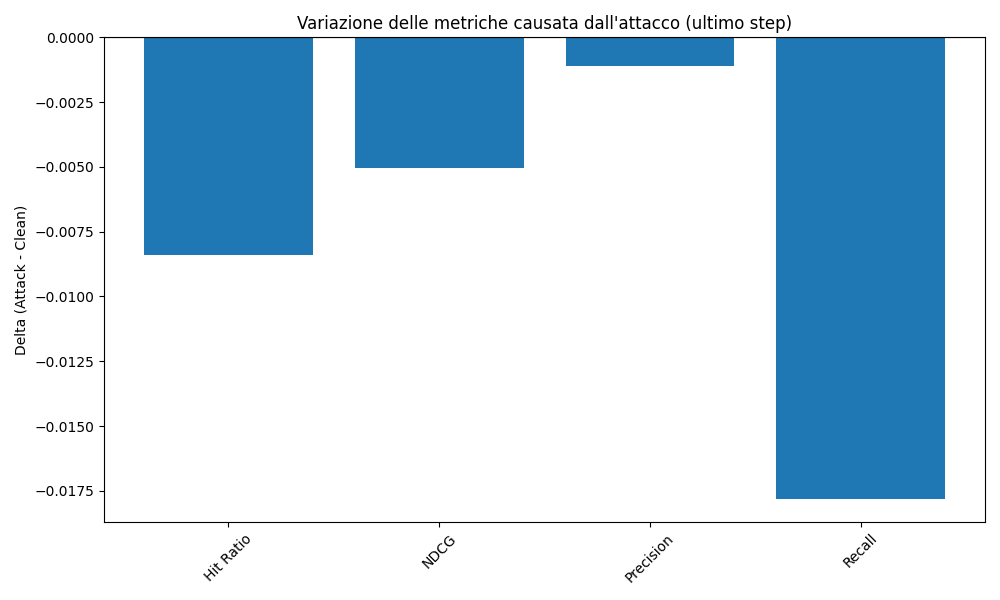 Variazione delle metriche causata dall'attacco (ultimo step)
Delta (Attack - Clean)
0.0000
−0.0025
−0.0050
−0.0075
−0.0100
−0.0125
−0.0150
−0.0175
Hit Ratio
NDCG
Precision
Recall